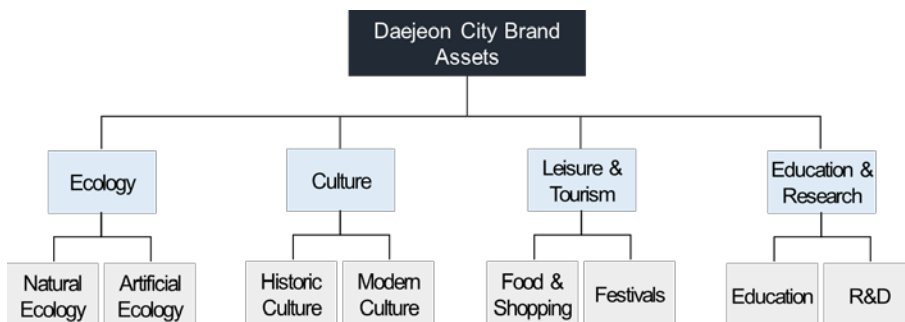 Daejeon City Brand
Assets
Ecology
Culture
Leisure &
Tourism
Education &
Research
Natural
Ecology
Artificial
Ecology
Historic
Culture
Modern
Culture
Food &
Shopping
Festivals
Education
R&D